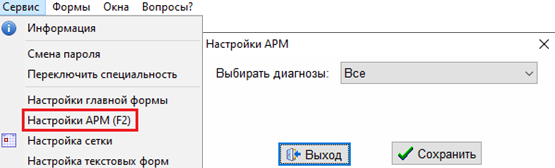 Сервис Формы Окна Вопросы?
Информация
Смена пароля
Переключить специальность
Настройки главной формы
Настройки АРМ (F2)
Настройка сетки
Настройка текстовых форм
Настройки АРМ
Выбирать диагнозы: Все
Выход Сохранить